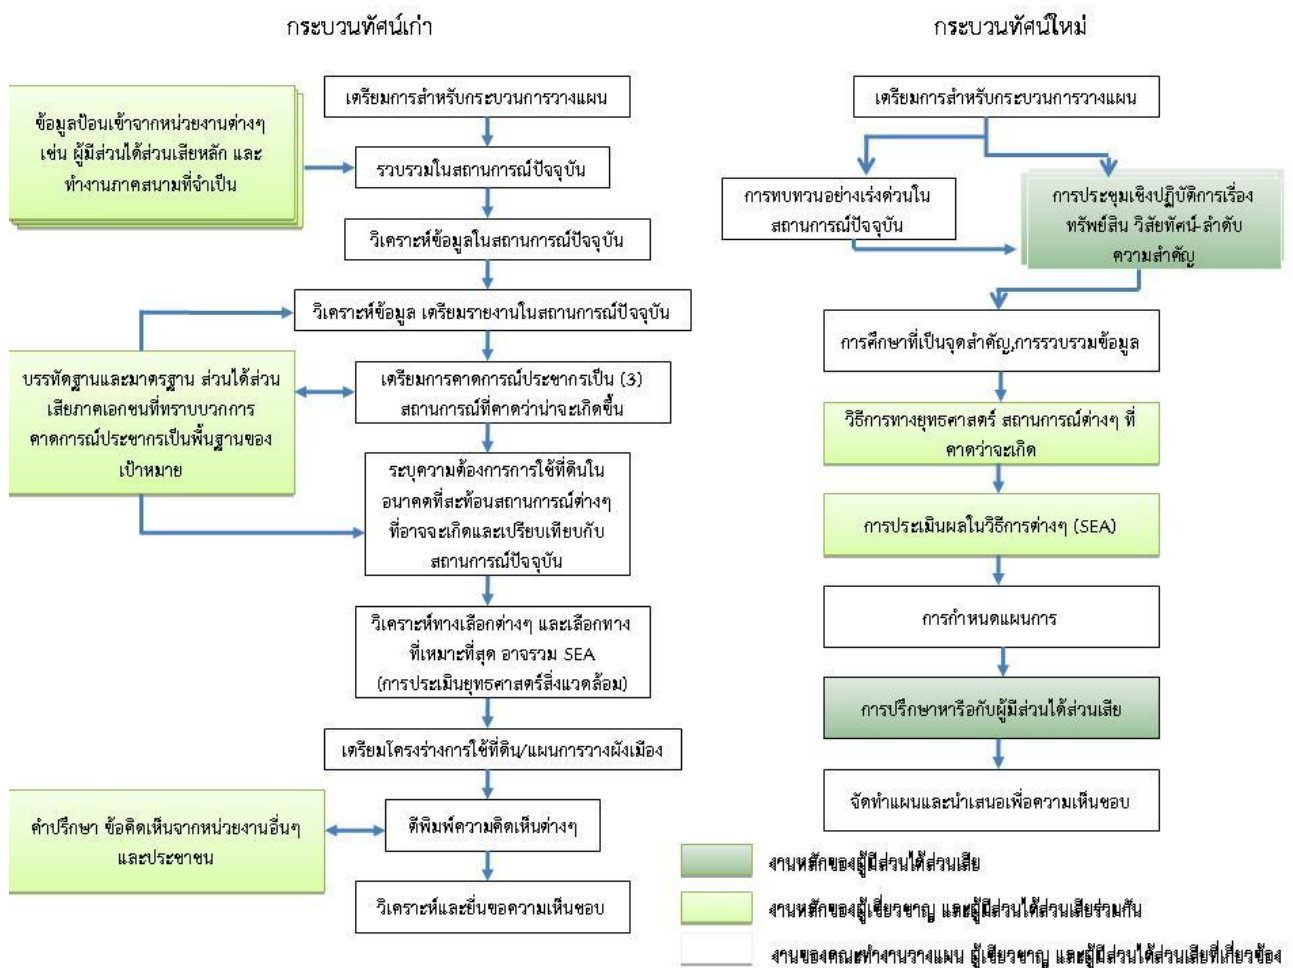 กระบวนทัศน์เก่า
เตรียมการสำหรับกระบวนการวางแผน
ข้อมูลป้อนเข้าจากหน่วยงานต่างๆ
เช่น ผู้มีส่วนได้ส่วนเสียหลัก และ
ทำงานภาคสนามที่จำเป็น
รวบรวมในสถานการณ์ปัจจุบัน
วิเคราะห์ข้อมูลในสถานการณ์ปัจจุบัน
วิเคราะห์ข้อมูล เตรียมรายงานในสถานการณ์ปัจจุบัน
บรรทัดฐานและมาตรฐาน ส่วนได้ส่วน
เสียภาคเอกชนที่ทราบบวกการ
คาดการณ์ประชากรเป็นพื้นฐานของ
เป้าหมาย
เตรียมการคาดการณ์ประชากรเป็น (3)
สถานการณ์ที่คาดว่าน่าจะเกิดขึ้น
ระบุความต้องการการใช้ที่ดินใน
อนาคตที่สะท้อนสถานการณ์ต่างๆ
ที่อาจจะเกิดและเปรียบเทียบกับ
สถานการณ์ปัจจุบัน
วิเคราะห์ทางเลือกต่างๆ และเลือกทาง
ที่เหมาะที่สุด อาจรวม SEA
(การประเมินยุทธศาสตร์สิ่งแวดล้อม)
เตรียมโครงร่างการใช้ที่ดิน/แผนการวางผังเมือง
คำปรึกษา ข้อคิดเห็นจากหน่วยงานอื่นๆ
และประชาชน
ตีพิมพ์ความคิดเห็นต่างๆ
วิเคราะห์และยื่นขอความเห็นชอบ
กระบวนทัศน์ใหม่
เตรียมการสำหรับกระบวนการวางแผน
การทบทวนอย่างเร่งด่วนใน
สถานการณ์ปัจจุบัน
การประชุมเชิงปฏิบัติการเรื่อง
ทรัพย์สิน วิสัยทัศน์-ลำดับ
ความสำคัญ
การศึกษาที่เป็นจุดสำคัญ,การรวบรวมข้อมูล
วิธีการทางยุทธศาสตร์ สถานการณ์ต่างๆ ที่
คาดว่าจะเกิด
การประเมินผลในวิธีการต่างๆ (SEA)
การกำหนดแผนการ
การปรึกษาหารือกับผู้มีส่วนได้ส่วนเสีย
จัดทำแผนและนำเสนอเพื่อความเห็นชอบ
งานหลักของผู้มีส่วนได้ส่วนเสีย
งานหลักของผู้เชี่ยวชาญ และผู้มีส่วนได้ส่วนเสียร่วมกัน
งานของคณะทำงานวางแผน ผู้เชี่ยวชาญ และผู้มีส่วนได้ส่วนเสียที่เกี่ยวข้อง